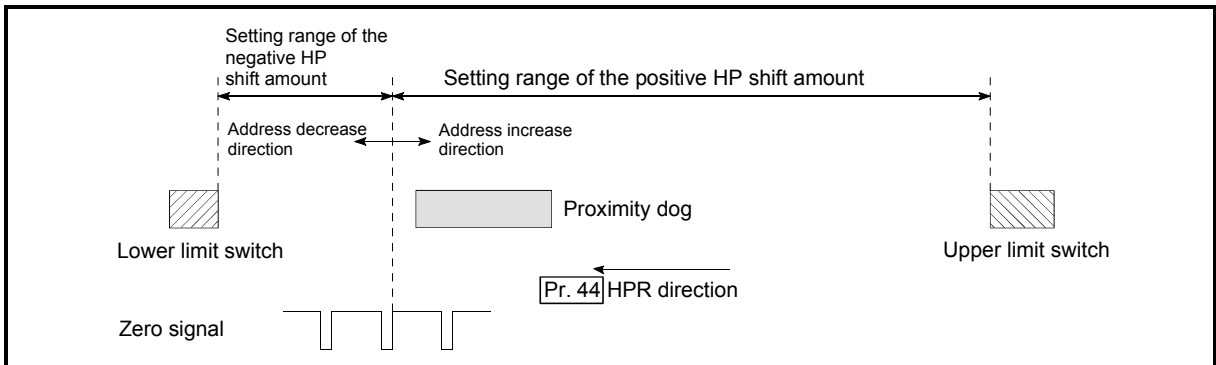 Setting range of the
negative HP
shift amount
Setting range of the positive HP shift amount
Address decrease
direction
Address increase
direction
Proximity dog
Lower limit switch
Upper limit switch
Pr. 44 HPR direction
Zero signal